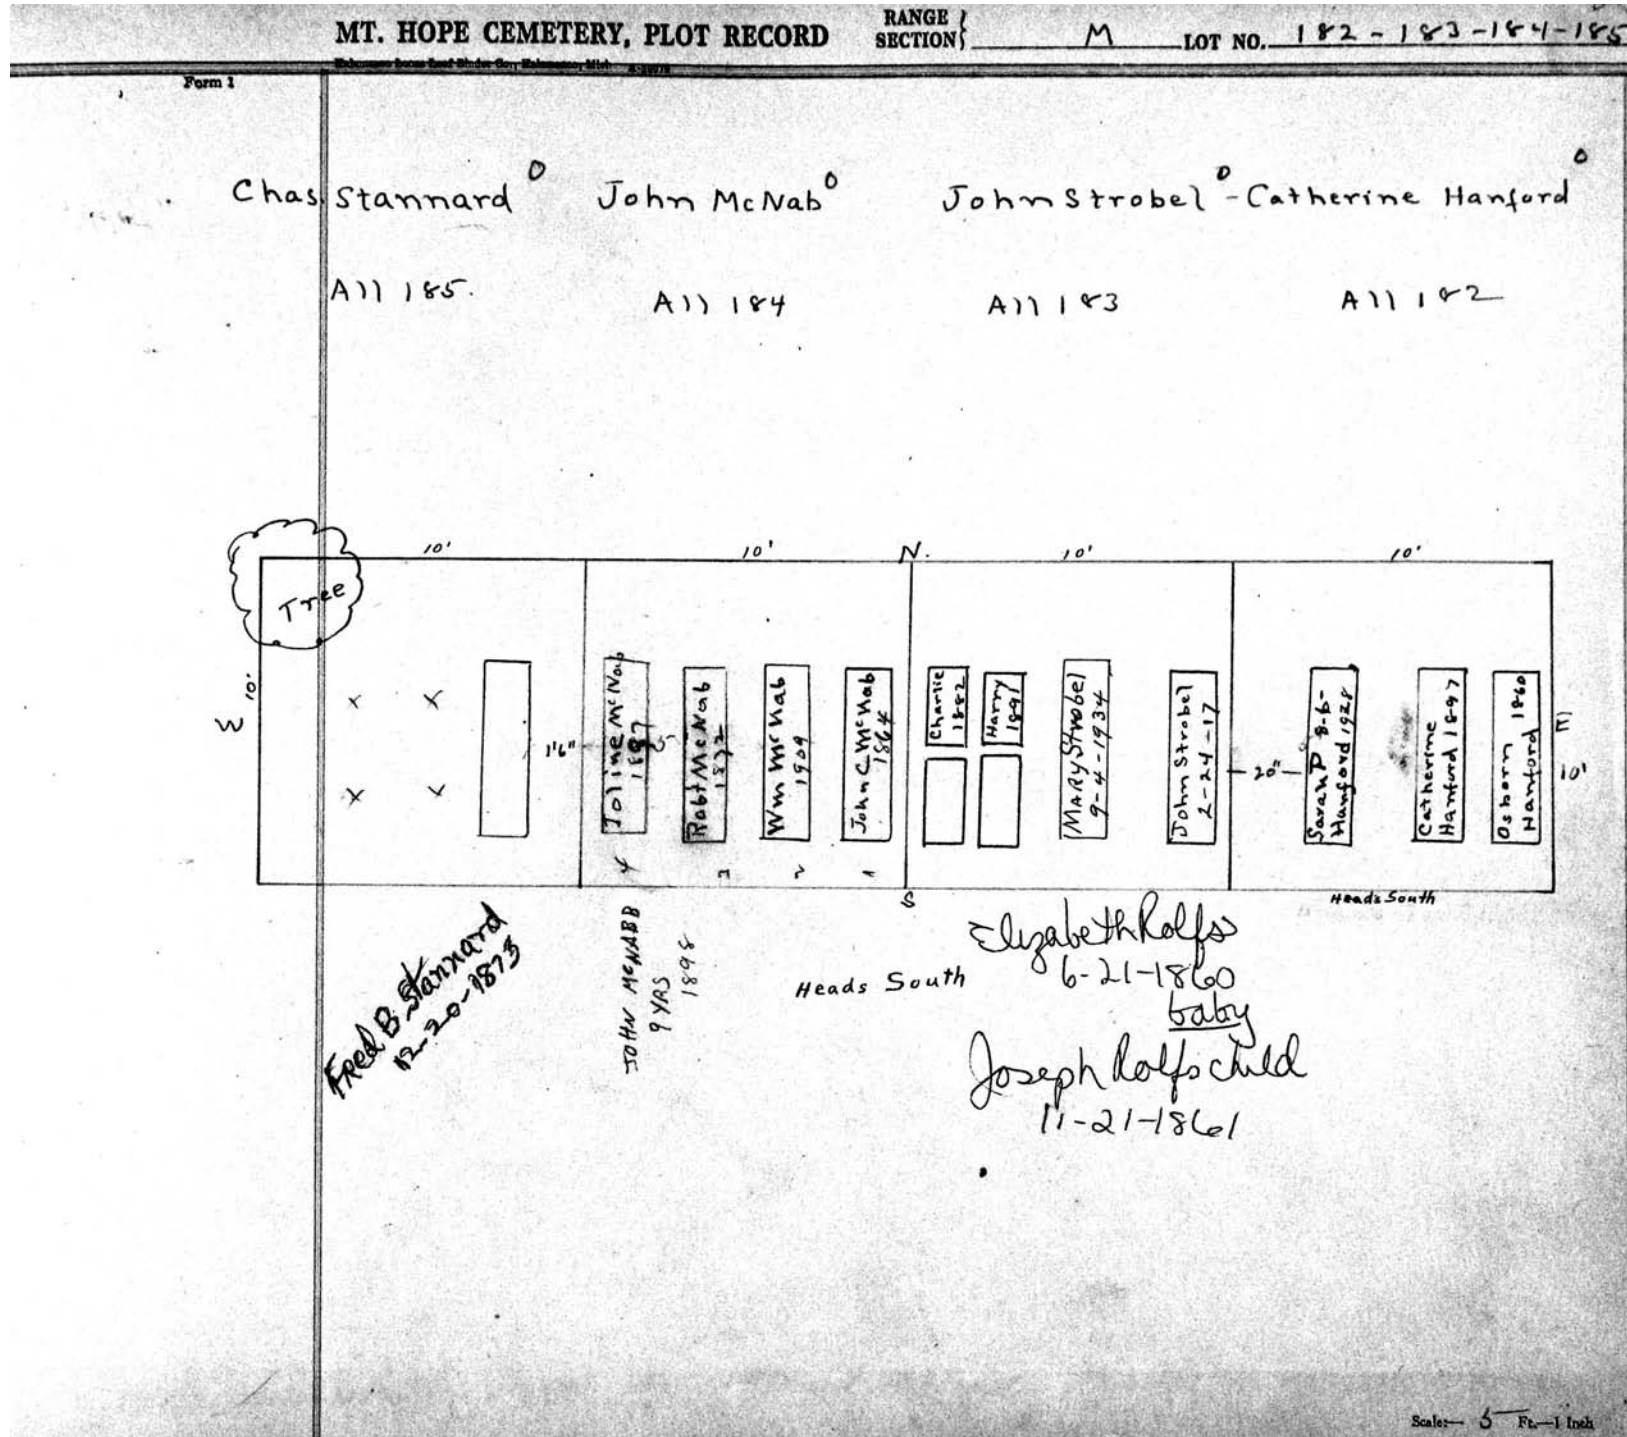 MT. HOPE CEMETERY, PLOT RECORD
RANGE
SECTION
M
LOT NO. 182-183-184-185
Form 1
Chas Stannard
John McNab
John Strobel - Catherine Hanford
All 185.
All 184
All 183
All 182
10'
10'
N.
10'
10'
Tree
10'
W
x x
x x
1'6"
Joline McNab
1887
Robt McNab
Wm McNab
1909
John C McNab
1864
Charlie
1882
Harry
1891
MARY Strobel
9-4-1934
John Strobel
2-24-17
20"
Sarah P 8-6-
Hanford 1928
Catherine
Hanford 1897
Osborn 1860
Hanford
E
10'
4
3
2
1
S
Heads South
Fred B. Stannard
12-20-1873
JOHN McNABB
9 YRS
1898
Heads South
Elizabeth Rolfs
6-21-1860
baby
Joseph Rolfs child
11-21-1861
Scale:— 5 Ft.—1 Inch